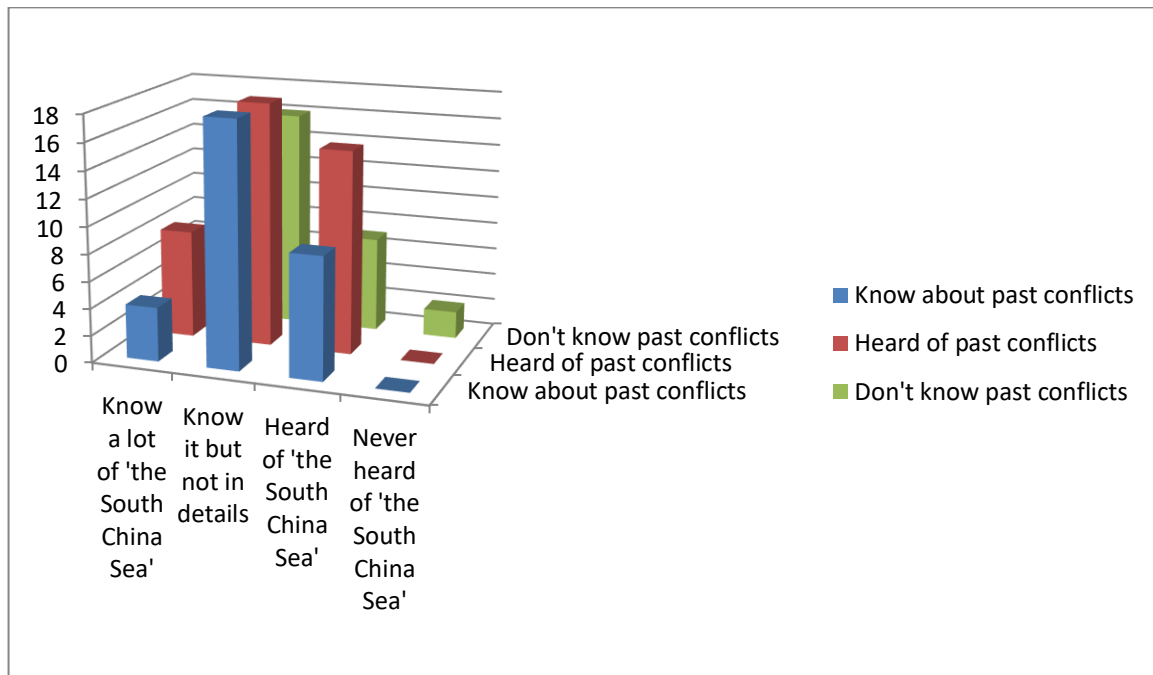 18
16
14
12
10
8
6
4
2
0
Know
a lot
of 'the
South
China
Sea'
Know
it but
not in
details
Heard
of 'the
South
China
Sea'
Never
heard
of 'the
South
China
Sea'
Don't know past conflicts
Heard of past conflicts
Know about past conflicts
Know about past conflicts
Heard of past conflicts
Don't know past conflicts